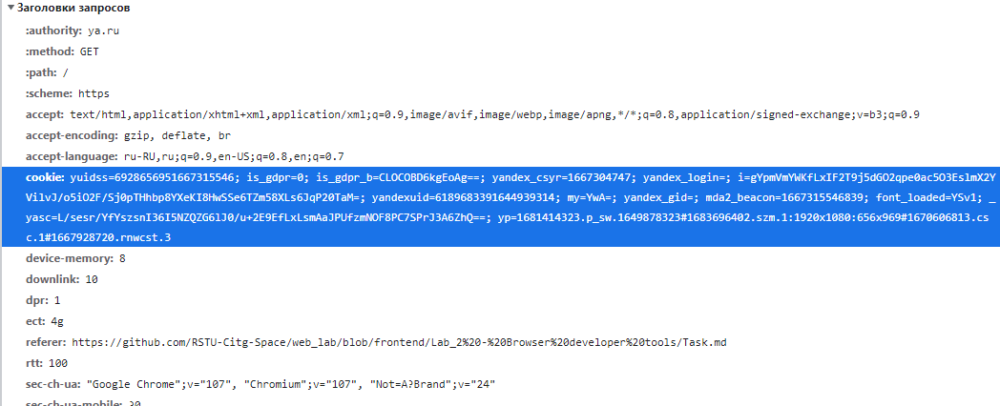 Заголовки запросов
:authority: ya.ru
:method: GET
:path: /
:scheme: https
accept: text/html,application/xhtml+xml,application/xml;q=0.9,image/avif,image/webp,image/apng,*/*;q=0.8,application/signed-exchange;v=b3;q=0.9
accept-encoding: gzip, deflate, br
accept-language: ru-RU,ru;q=0.9,en-US;q=0.8,en;q=0.7
cookie: yuidss=6928656951667315546; is_gdpr=0; is_gdpr_b=CLOCOBD6kgEoAg==; yandex_csyr=1667304747; yandex_login=; i=gYpmVmYWKfLxIF2T9j5dGO2qpe0ac5O3Es1mX2Y
Vi1vJ/o5iO2F/Sj0pTHhbp8YXeKI8HwSSe6TZm58XLs6JqP20TaM=; yandexuid=6189683391644939314; my=YwA=; yandex_gid=; mda2_beacon=1667315546839; font_loaded=YSv1; _
yasc=L/sesr/YfYszsnI36I5NZQZG6lJ0/u+2E9EfLxLsmAaJPUfzmNOF8PC7SPrJ3A6ZhQ==; yp=1681414323.p_sw.1649878323#1683696402.szm.1:1920x1080:656x969#1670606813.cs
c.1#1667928720.rnwcst.3
device-memory: 8
downlink: 10
dpr: 1
ect: 4g
referer: https://github.com/RSTU-Citg-Space/web_lab/blob/frontend/Lab_2%20-%20Browser%20developer%20tools/Task.md
rtt: 100
sec-ch-ua: "Google Chrome";v="107", "Chromium";v="107", "Not=A?Brand";v="24"
sec-ch-ua-mobile: ?0